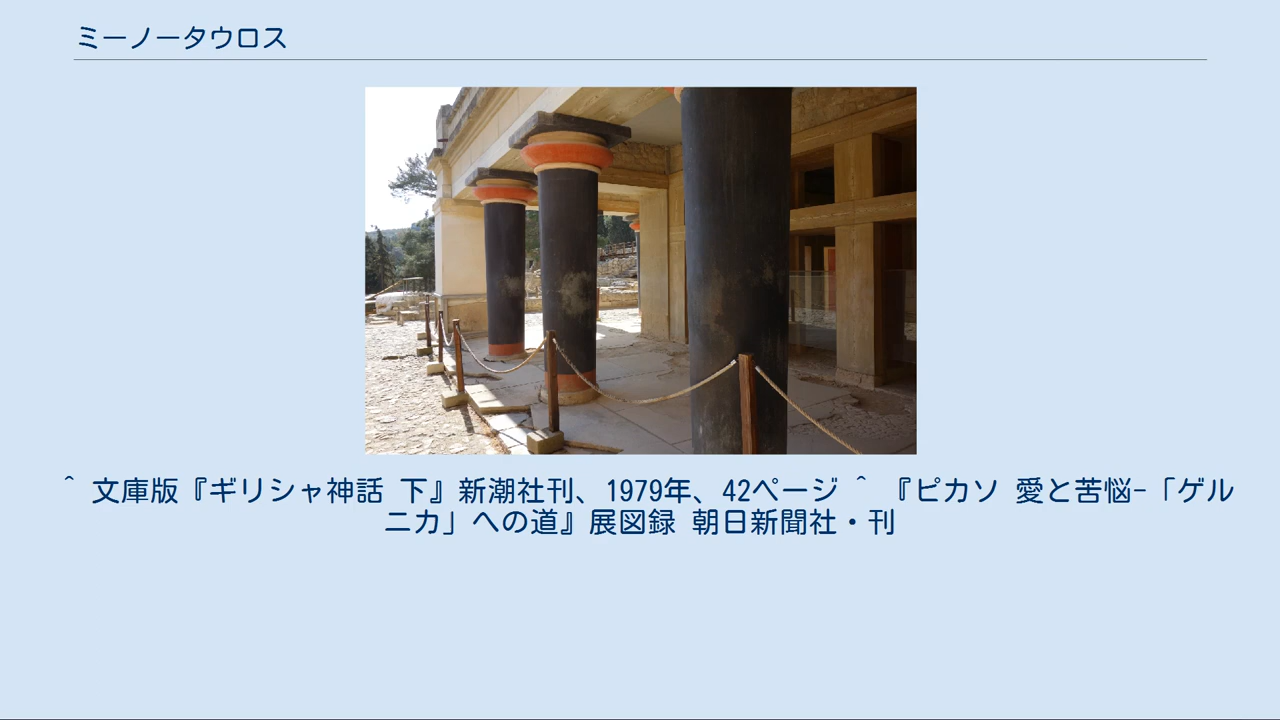 ミーノータウロス
^ 文庫版『ギリシャ神話 下』新潮社刊、1979年、42ページ ^ 『ピカソ 愛と苦悩-「ゲル
ニカ」への道』展図録 朝日新聞社・刊